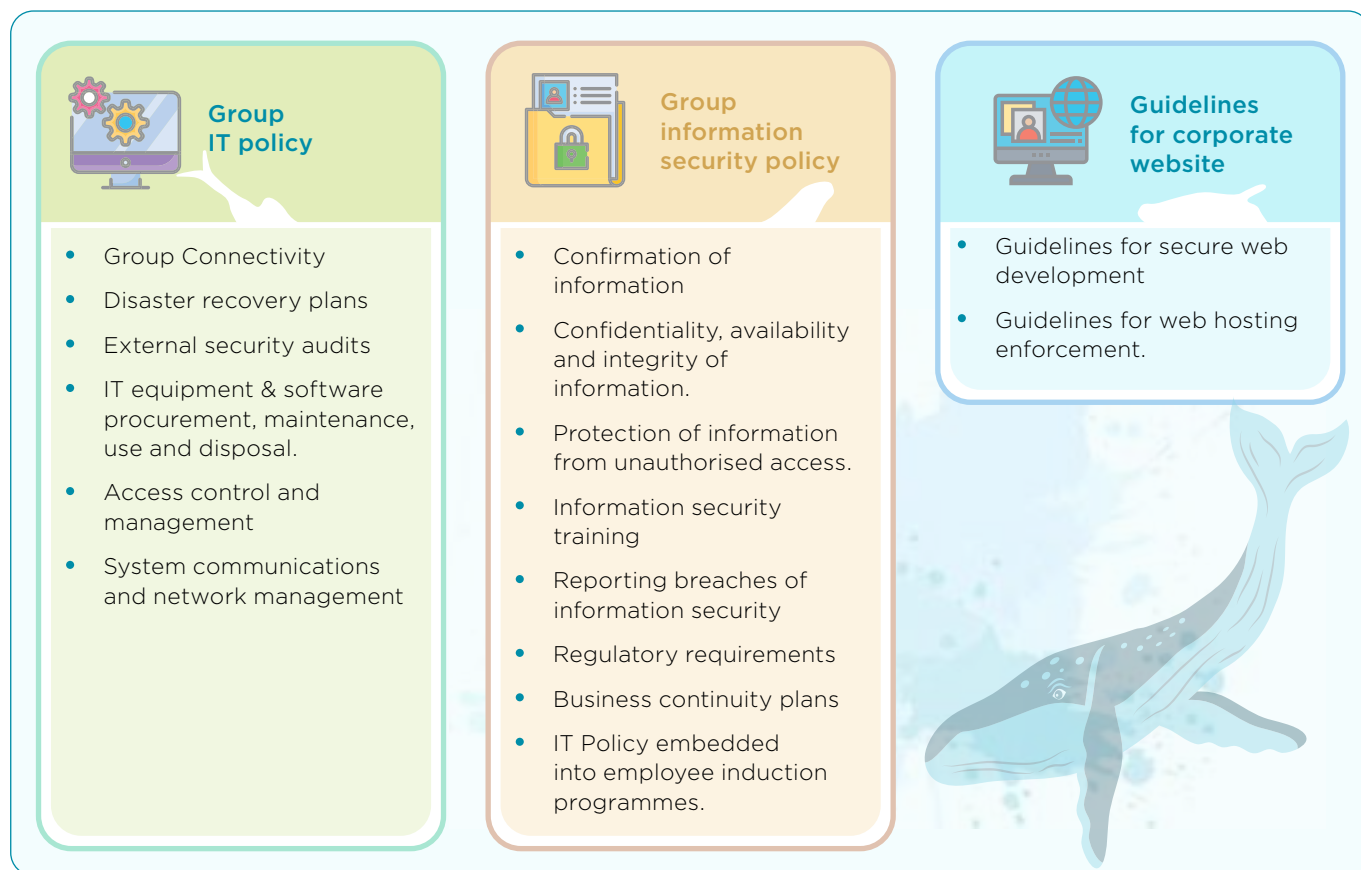 Group
IT policy
• Group Connectivity
• Disaster recovery plans
• External security audits
• IT equipment & software
procurement, maintenance,
use and disposal.
• Access control and
management
• System communications
and network management
Group
information
security policy
• Confirmation of
information
• Confidentiality, availability
and integrity of
information.
• Protection of information
from unauthorised access.
• Information security
training
• Reporting breaches of
information security
• Regulatory requirements
• Business continuity plans
• IT Policy embedded
into employee induction
programmes.
Guidelines
for corporate
website
• Guidelines for secure web
development
• Guidelines for web hosting
enforcement.